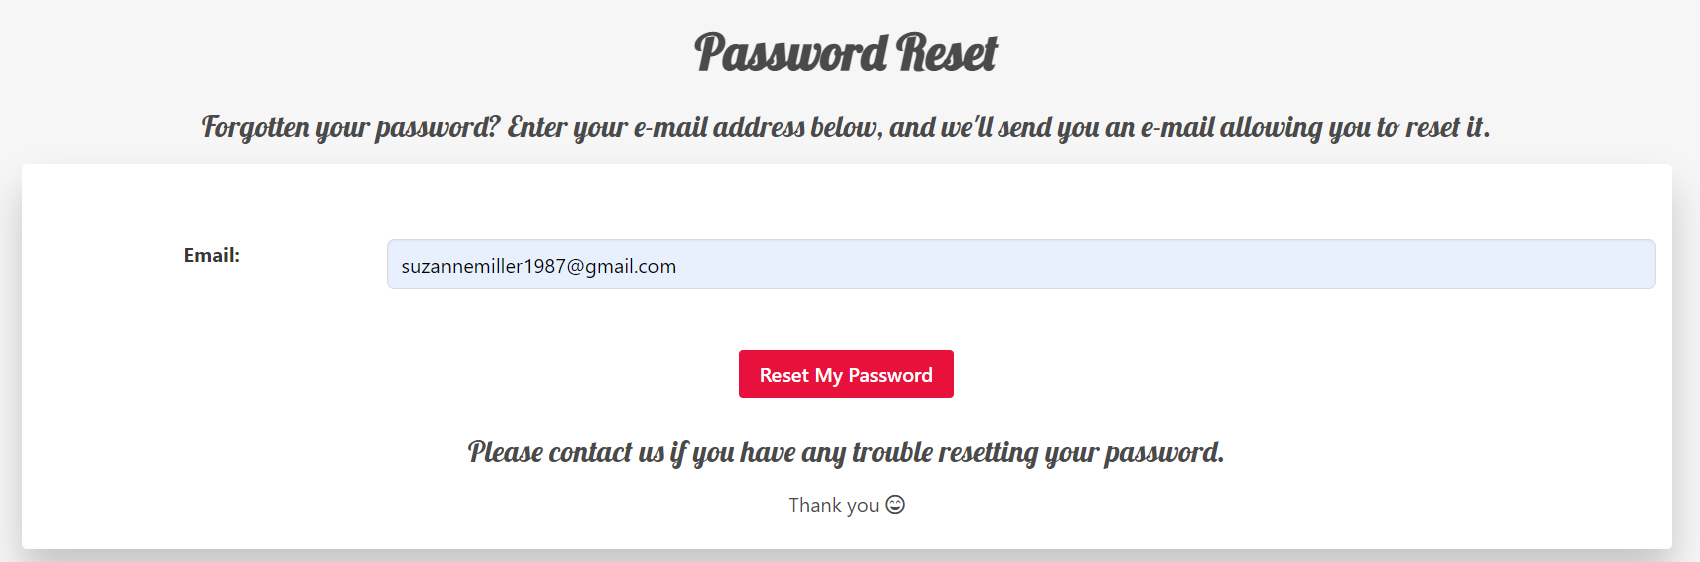 Password Reset
Forgotten your password? Enter your e-mail address below, and we'll send you an e-mail allowing you to reset it.
Email:
suzannemiller1987@gmail.com
Reset My Password
Please contact us if you have any trouble resetting your password.
Thank you 😄